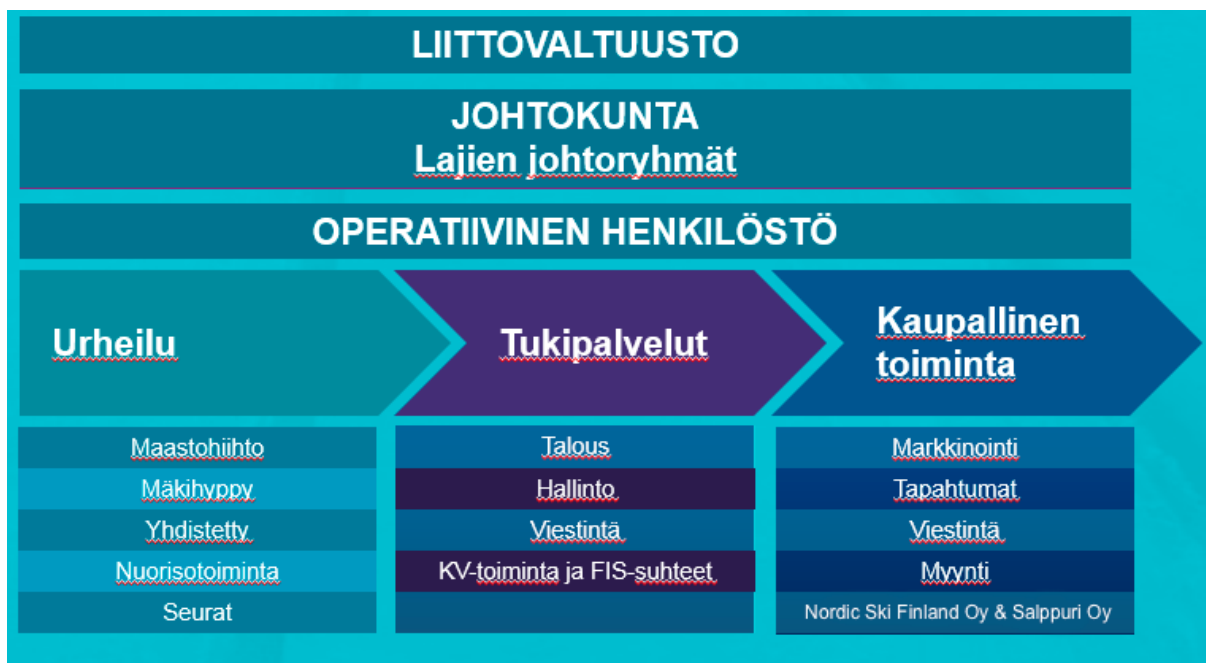 LIITTOVALTUUSTO
JOHTOKUNTA
Lajien johtoryhmät
OPERATIIVINEN HENKILÖSTÖ
Urheilu
Tukipalvelut
Kaupallinen
toiminta
Maastohiihto
Mäkihyppy
Yhdistetty
Nuorisotoiminta
Seurat
Talous
Hallinto
Viestintä
KV-toiminta ja FIS-suhteet
Markkinointi
Tapahtumat
Viestintä
Myynti
Nordic Ski Finland Oy & Salppuri Oy